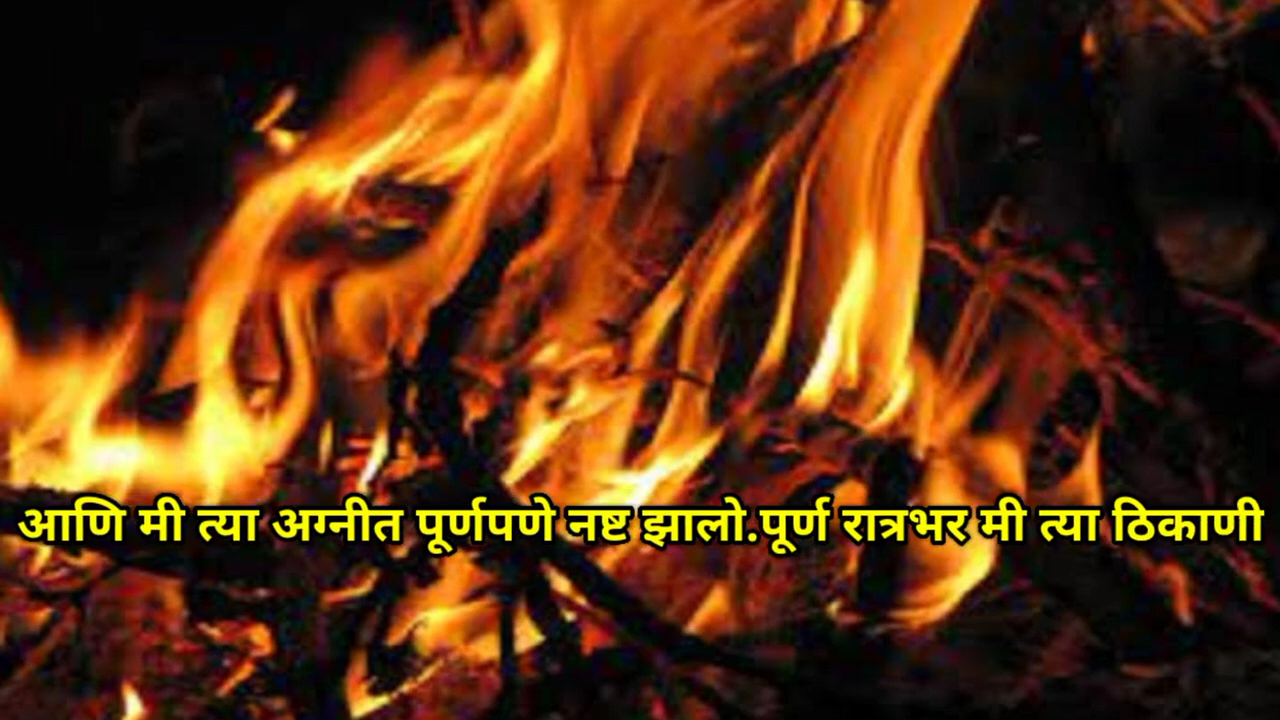 आणि मी त्या अग्नीत पूर्णपणे नष्ट झालो.पूर्ण रात्रभर मी त्या ठिकाणी